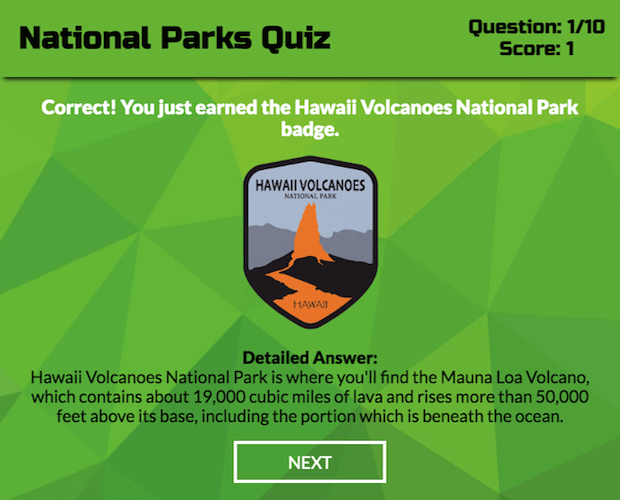 National Parks Quiz
Question: 1/10
Score: 1
Correct! You just earned the Hawaii Volcanoes National Park
badge.
HAWAII VOLCANOES
NATIONAL PARK
HAWAII
Detailed Answer:
Hawaii Volcanoes National Park is where you'll find the Mauna Loa Volcano,
which contains about 19,000 cubic miles of lava and rises more than 50,000
feet above its base, including the portion which is beneath the ocean.
NEXT